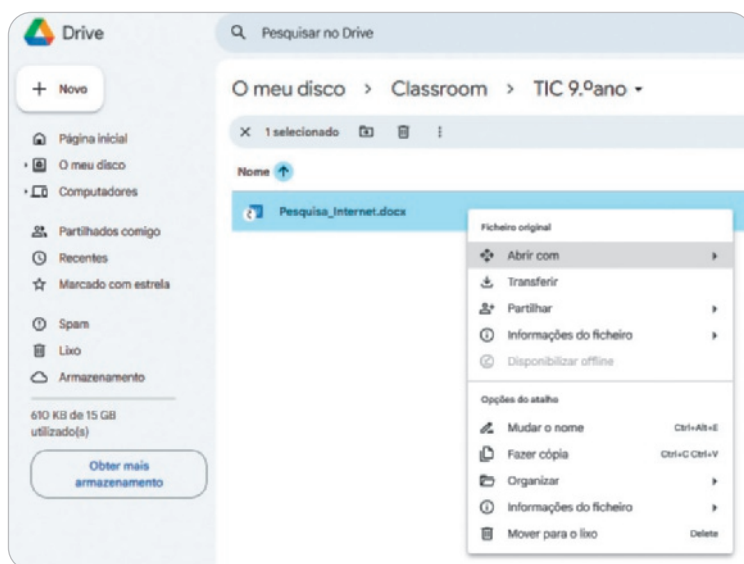 Drive
Pesquisar no Drive
Novo
O meu disco > Classroom > TIC 9.ºano
1 selecionado
Nome
Pesquisa_Internet.docx
Página inicial
O meu disco
Computadores
Partilhados comigo
Recentes
Marcado com estrela
Spam
Lixo
Armazenamento
610 KB de 15 GB
utilizado(s)
Obter mais
armazenamento
Ficheiro original
Abrir com
Transferir
Partilhar
Informações do ficheiro
Disponibilizar offline
Opções do atalho
Mudar o nome Ctrl+Alt+E
Fazer cópia Ctrl+C Ctrl+V
Organizar
Informações do ficheiro
Mover para o lixo Delete